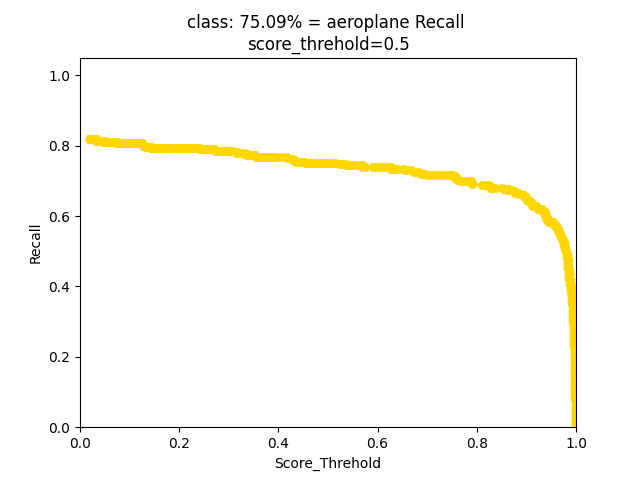 class: 75.09% = aeroplane Recall
score_threhold=0.5
1.0
0.8
0.6
0.4
0.2
0.0
Recall
0.0 0.2 0.4 0.6 0.8 1.0
Score_Threhold